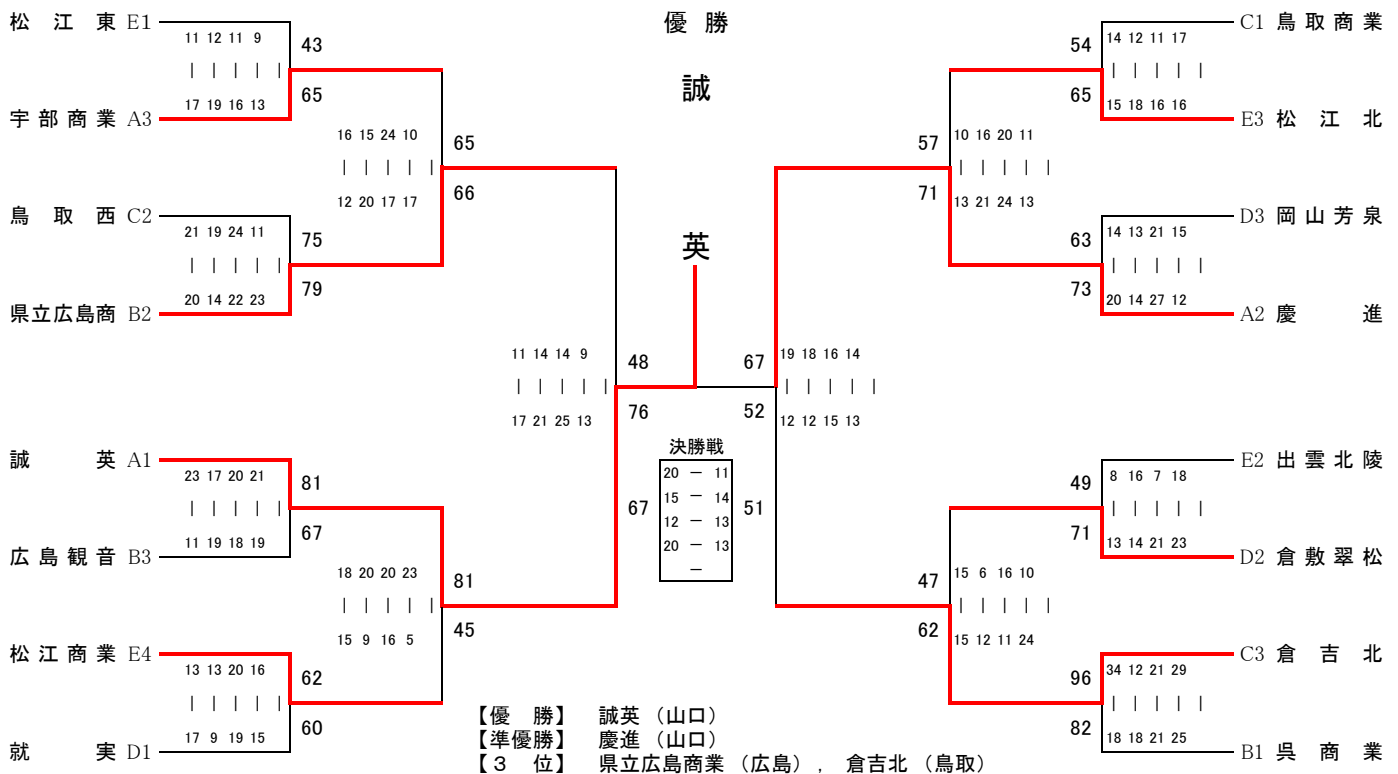 優 勝
誠
英
松 江 東 E1
11 12 11 9
43
| | | | |
65
17 19 16 13
宇 部 商 業 A3
16 15 24 10
65
| | | | |
66
12 20 17 17
鳥 取 西 C2
21 19 24 11
75
| | | | |
79
20 14 22 23
県立広島商 B2
11 14 14 9
48
| | | | |
76
17 21 25 13
誠 英 A1
23 17 20 21
81
| | | | |
67
11 19 18 19
広 島 観 音 B3
18 20 20 23
81
| | | | |
45
15 9 16 5
松 江 商 業 E4
13 13 20 16
62
| | | | |
60
17 9 19 15
就 実 D1
決勝戦
67
20 － 11
15 － 14
12 － 13
20 － 13
－
51
C1 鳥 取 商 業
54
14 12 11 17
| | | | |
65
15 18 16 16
E3 松 江 北
57
10 16 20 11
| | | | |
71
13 21 24 13
D3 岡 山 芳 泉
63
14 13 21 15
| | | | |
73
20 14 27 12
A2 慶 進
67
19 18 16 14
| | | | |
52
12 12 15 13
E2 出 雲 北 陵
49
8 16 7 18
| | | | |
71
13 14 21 23
D2 倉 敷 翠 松
47
15 6 16 10
| | | | |
62
15 12 11 24
C3 倉 吉 北
96
34 12 21 29
| | | | |
82
18 18 21 25
B1 呉 商 業
【優 勝】 誠英 （山口）
【準優勝】 慶進 （山口）
【３ 位】 県立広島商業 （広島） ， 倉吉北 （鳥取）